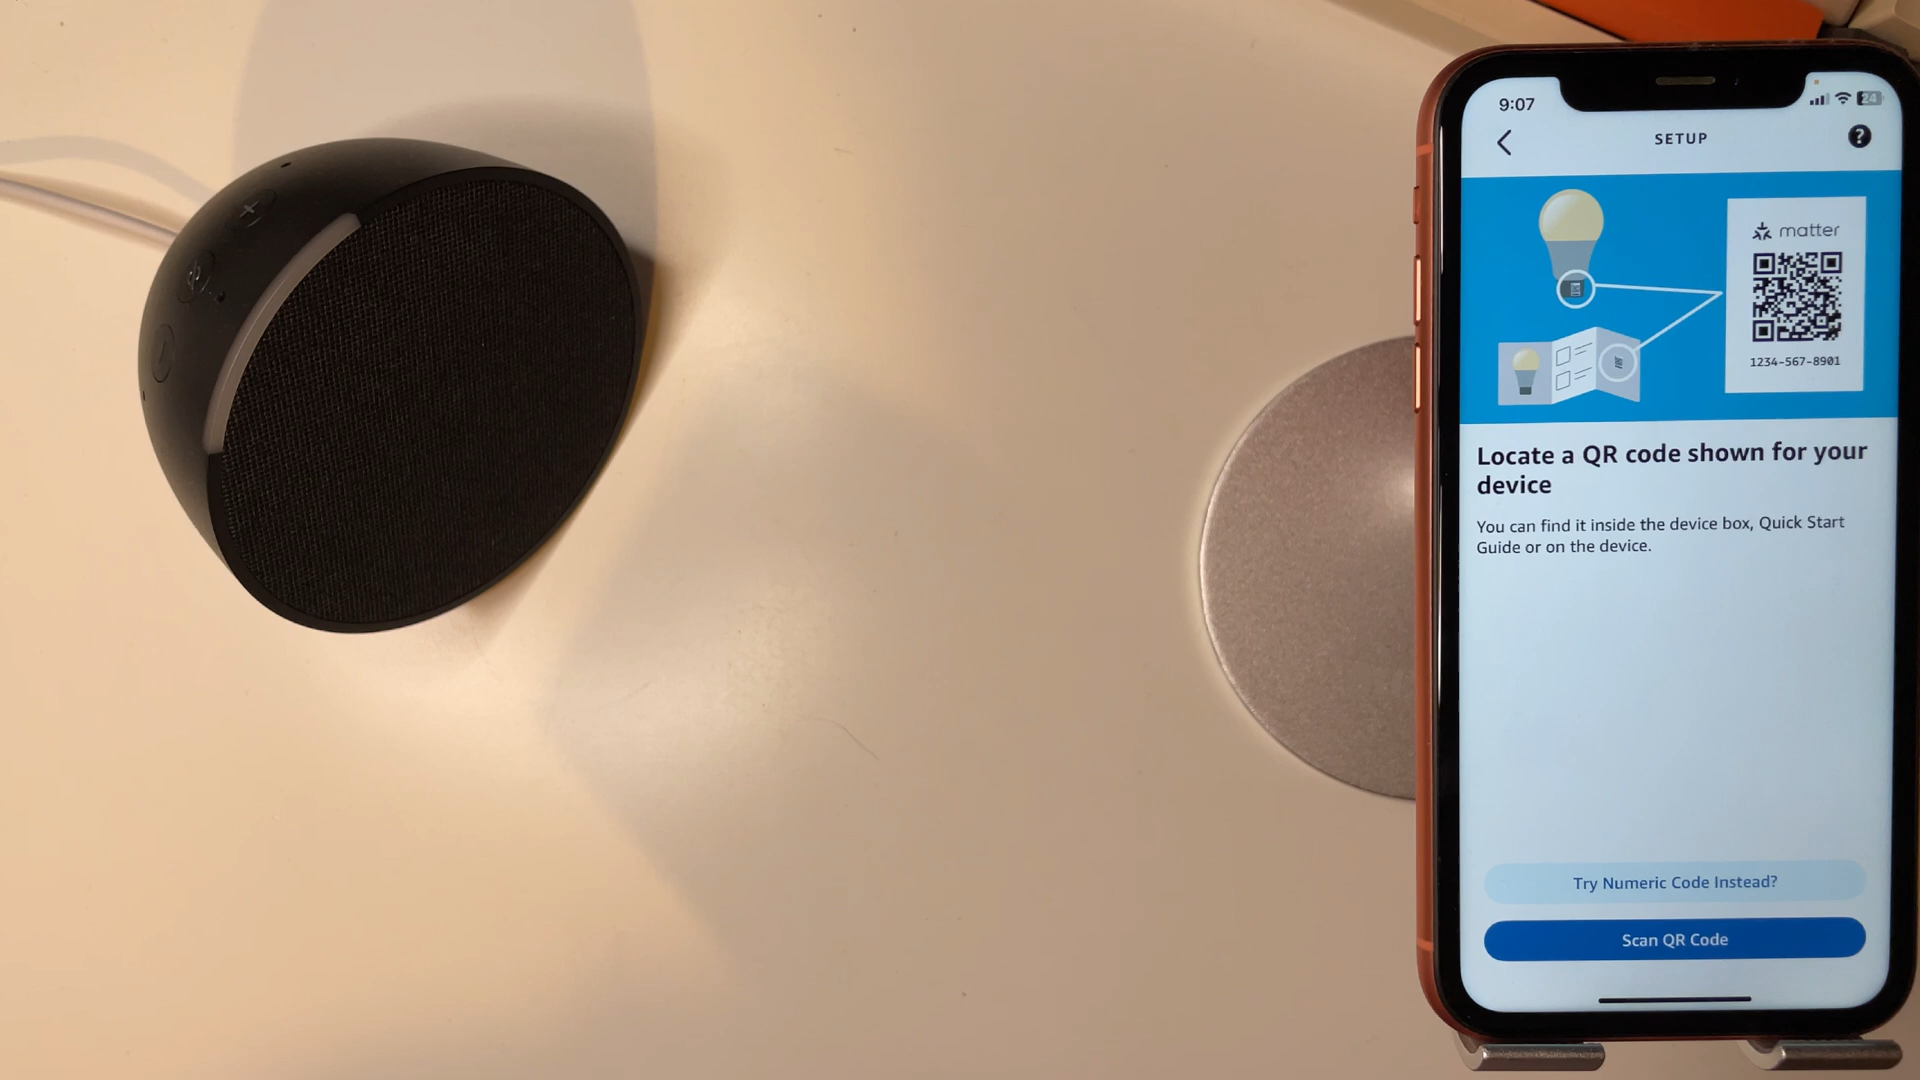 9:07
24
SETUP
?
matter
1234-567-8901
Locate a QR code shown for your
device
You can find it inside the device box, Quick Start
Guide or on the device.
Try Numeric Code Instead?
Scan QR Code